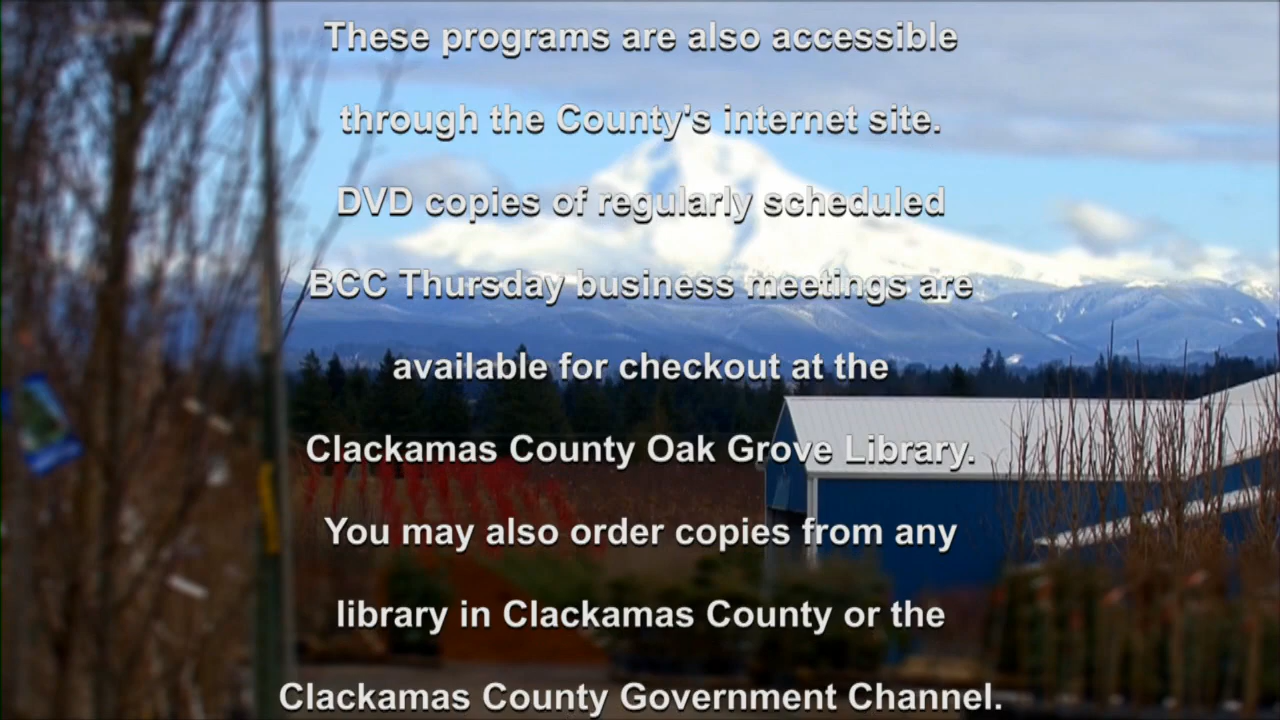 These programs are also accessible
through the County's internet site.
DVD copies of regularly scheduled
BCC Thursday business meetings are
available for checkout at the
Clackamas County Oak Grove Library.
You may also order copies from any
library in Clackamas County or the
Clackamas County Government Channel.